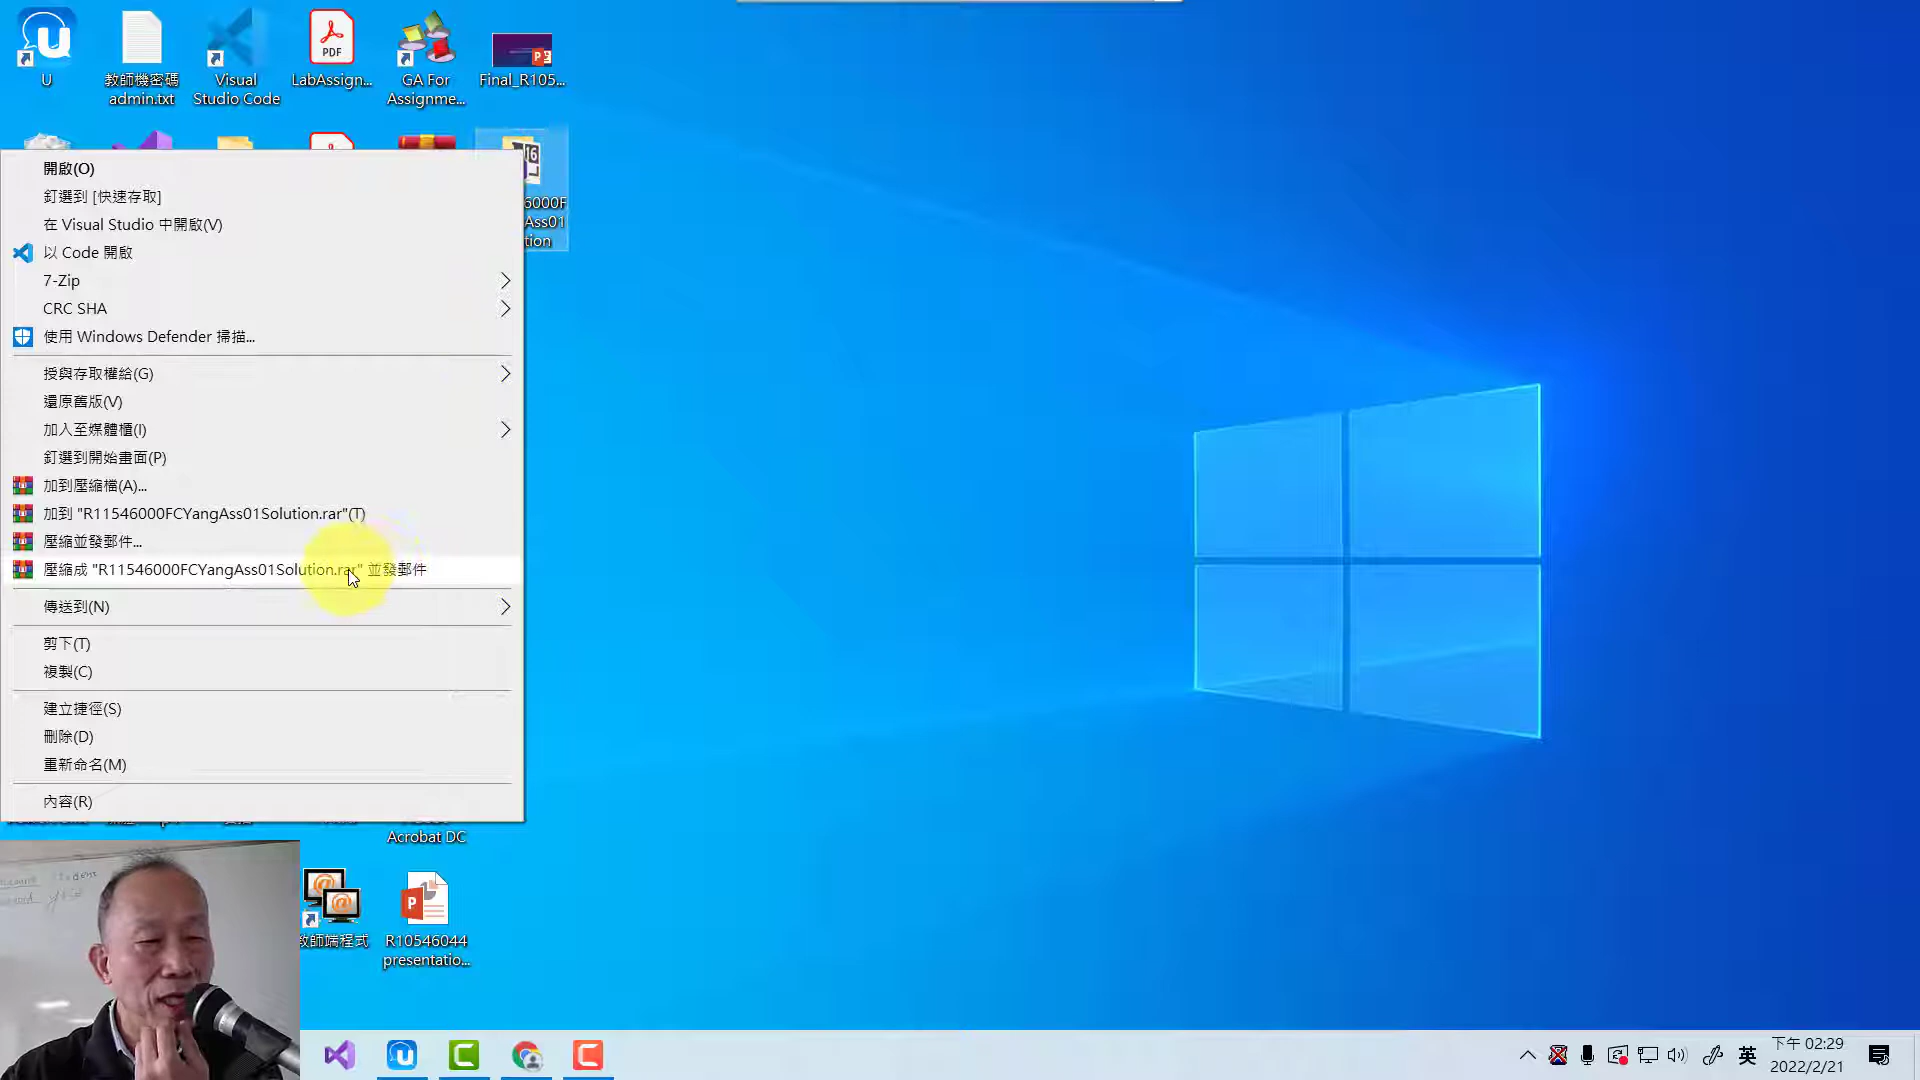 U
教師機密碼
admin.txt
Visual
Studio Code
PDF
LabAssign...
GA For
Assignme...
P
Final_R105...
16
6000F
Ass01
tion
開啟(O)
釘選到 [快速存取]
在 Visual Studio 中開啟(V)
以 Code 開啟
7-Zip
CRC SHA
使用 Windows Defender 掃描...
授與存取權給(G)
還原舊版(V)
加入至媒體櫃(I)
釘選到開始畫面(P)
加到壓縮檔(A)...
加到 "R11546000FCYangAss01Solution.rar"(T)
壓縮並發郵件...
壓縮成 "R11546000FCYangAss01Solution.rar" 並發郵件
傳送到(N)
剪下(T)
複製(C)
建立捷徑(S)
刪除(D)
重新命名(M)
內容(R)
Acrobat DC
教師端程式
P
R10546044
presentatio...
英
下午 02:29
2022/2/21